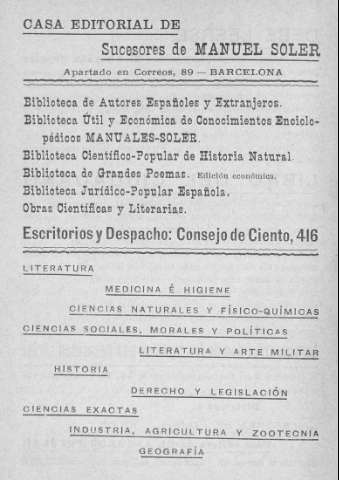 CASA EDITORIAL DE
Sucesores de MANUEL SOLER
Apartado en Correos, 89 — BARCELONA
Biblioteca de Autores Españoles y Extranjeros.
Biblioteca Útil y Económica de Conocimientos Enciclo-
pédicos MANUALES-SOLER.
Biblioteca Científico-Popular de Historia Natural
Biblioteca de Grandes Poemas. Edición económica.
Biblioteca Jurídico-Popular Española.
Obras Científicas y Literarias.
Escritorios y Despacho: Consejo de Ciento, 416
LITERATURA
MEDICINA É HIGIENE
CIENCIAS NATURALES Y FÍSICO-QUÍMICAS
CIENCIAS SOCIALES, MORALES Y POLÍTICAS
LITERATURA Y ARTE MILITAR
HISTORIA
DERECHO Y LEGISLACIÓN
CIENCIAS EXACTAS
INDUSTRIA, AGRICULTURA Y ZOOTECNIA
GEOGRAFÍA